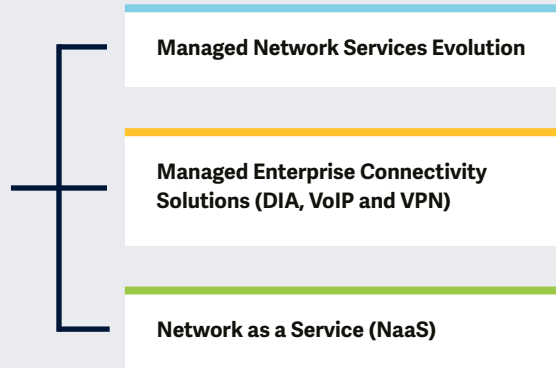 Managed Network Services Evolution
Managed Enterprise Connectivity
Solutions (DIA, VoIP and VPN)
Network as a Service (NaaS)